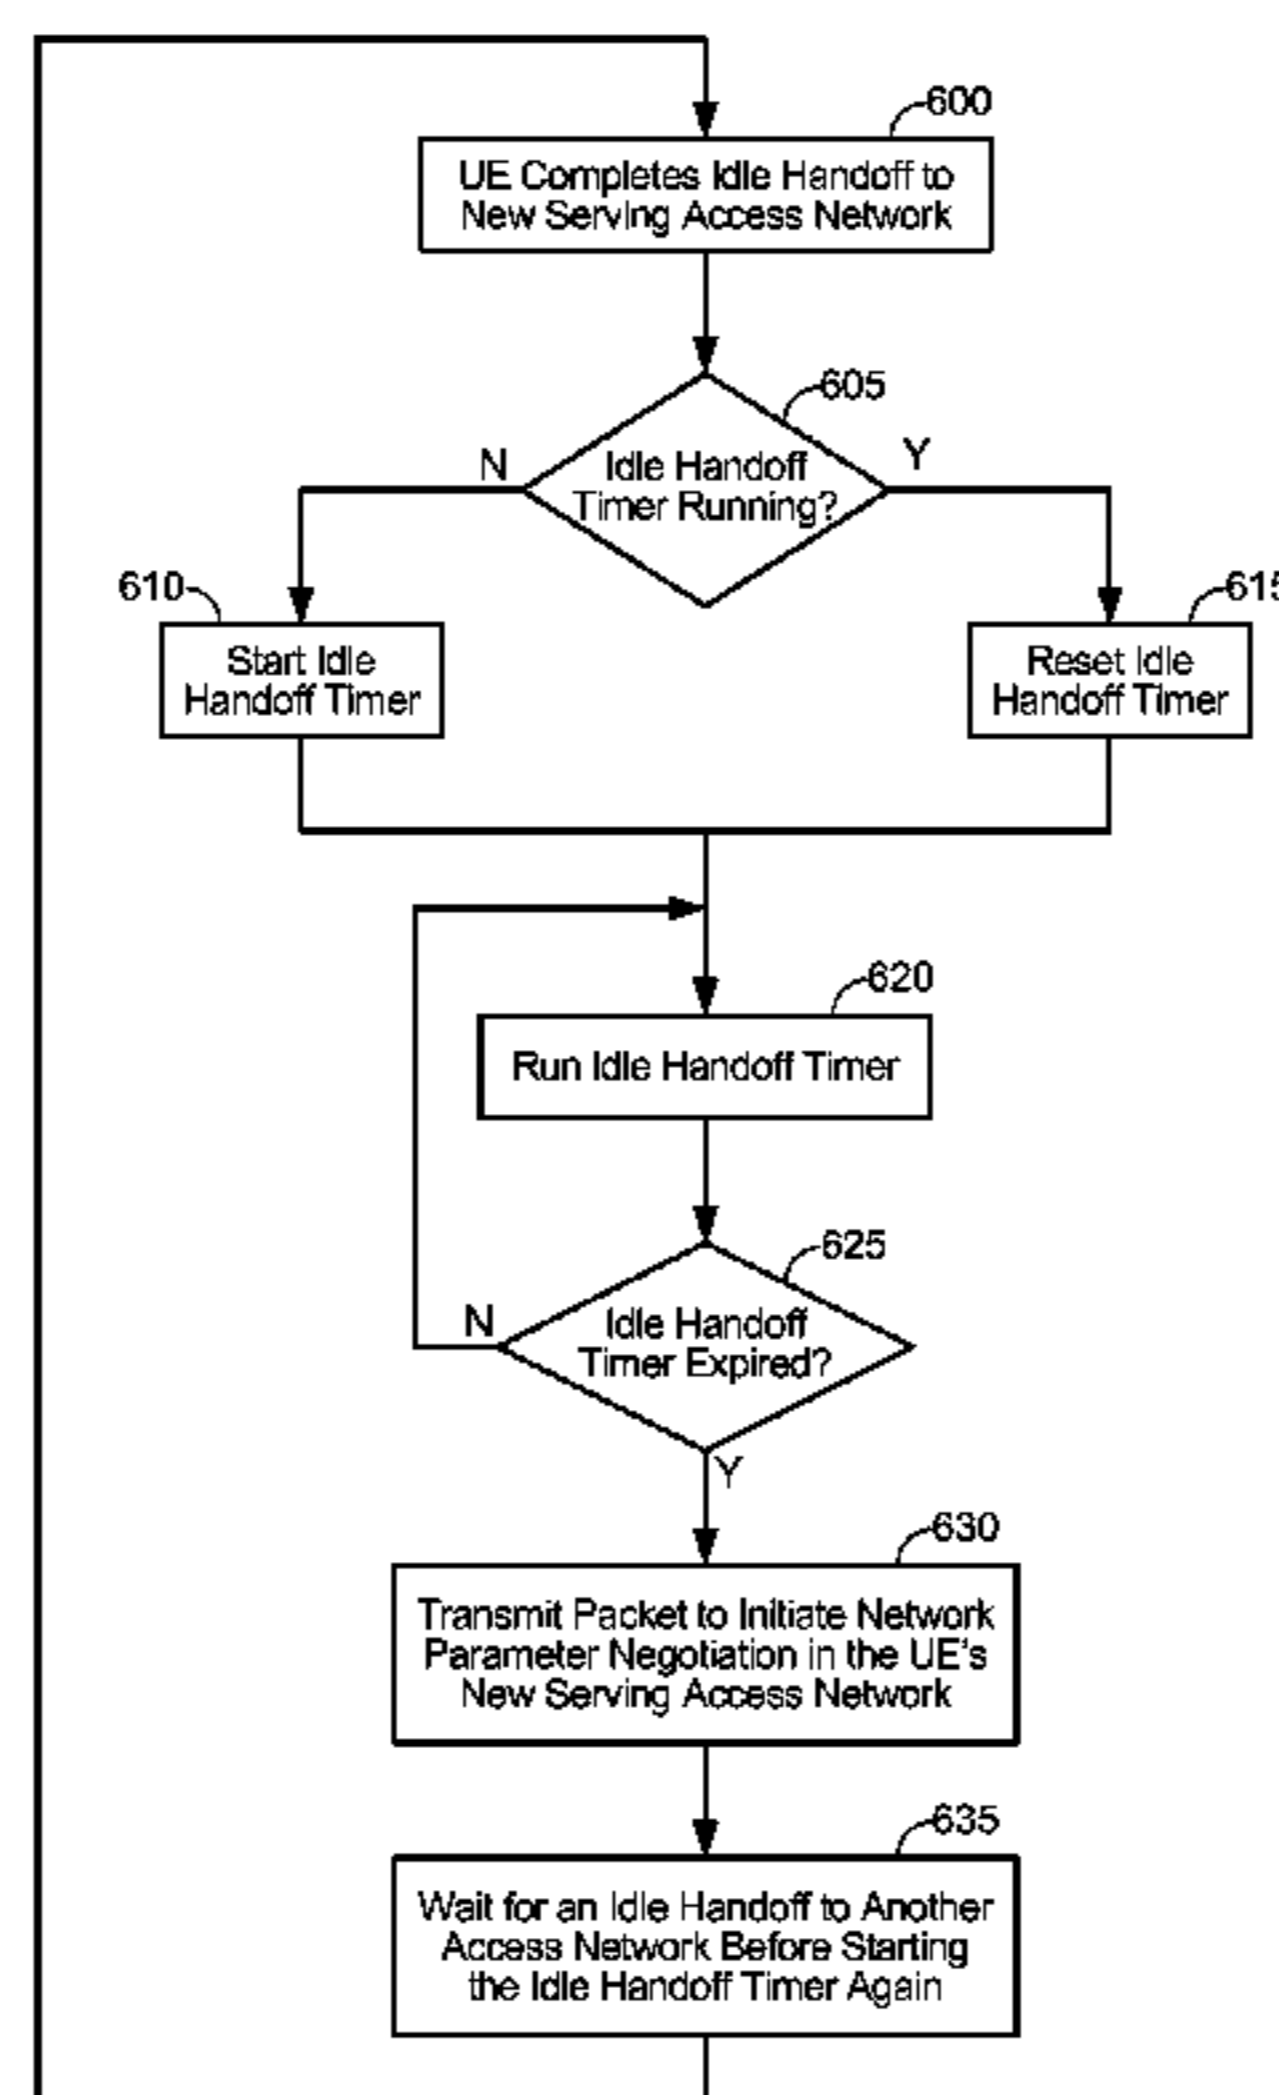 600
UE Completes Idle Handoff to
New Serving Access Network
605
N
Y
Idle Handoff
Timer Running?
610
Start Idle
Handoff Timer
615
Reset Idle
Handoff Timer
620
Run Idle Handoff Timer
625
N
Idle Handoff
Timer Expired?
Y
630
Transmit Packet to Initiate Network
Parameter Negotiation in the UE's
New Serving Access Network
635
Wait for an Idle Handoff to Another
Access Network Before Starting
the Idle Handoff Timer Again